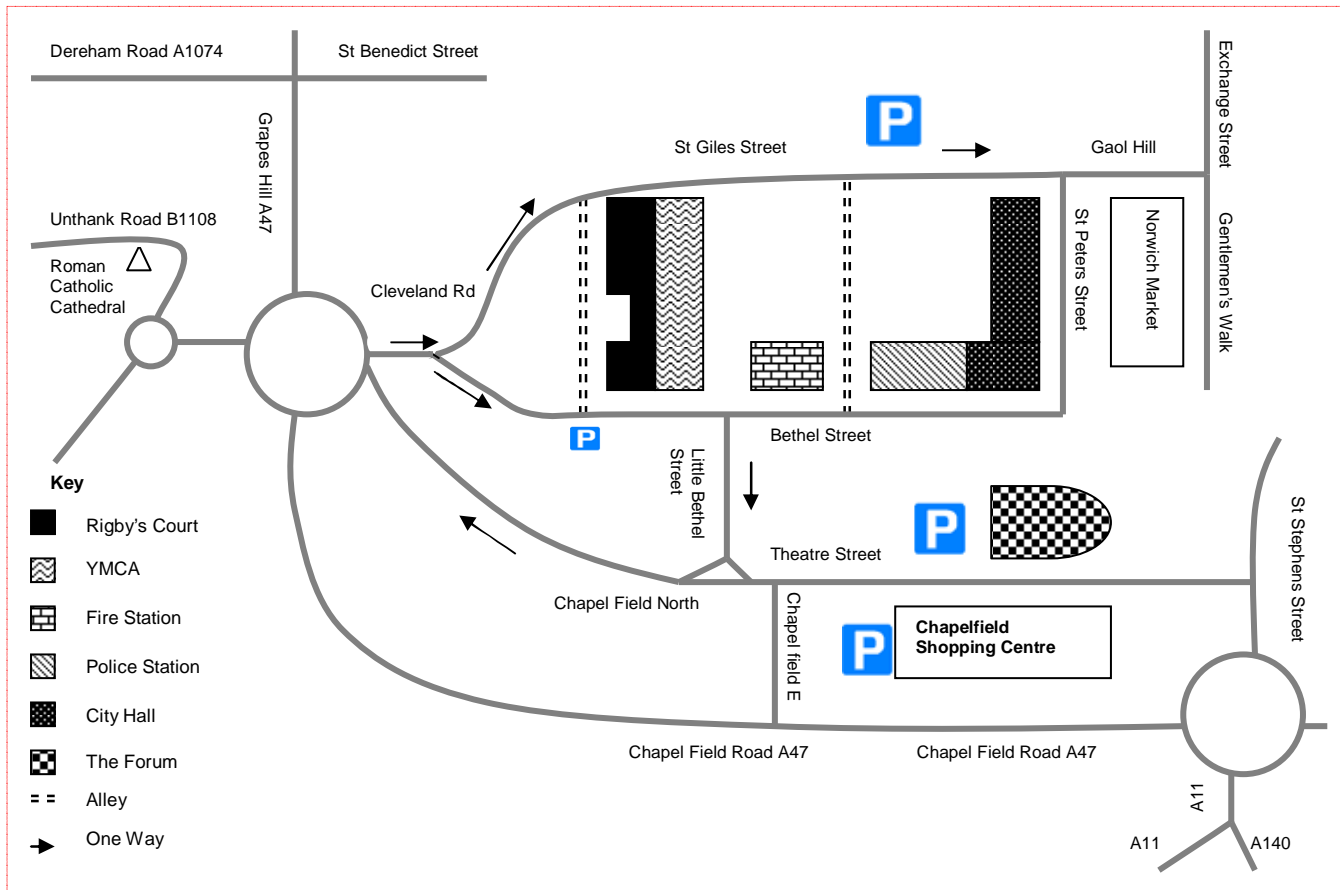 Dereham Road A1074
St Benedict Street
Exchange Street
Grapes Hill A47
P
St Giles Street
Gaol Hill
Unthank Road B1108
Roman
Catholic
Cathedral
Cleveland Rd
St Peters Street
Norwich Market
Gentlemen's Walk
P
Bethel Street
Little Bethel
Street
Key
Rigby's Court
YMCA
Fire Station
Police Station
City Hall
The Forum
Alley
One Way
P
Theatre Street
St Stephens Street
Chapel Field North
Chapel field E
P
Chapelfield
Shopping Centre
Chapel Field Road A47
Chapel Field Road A47
A11
A11
A140